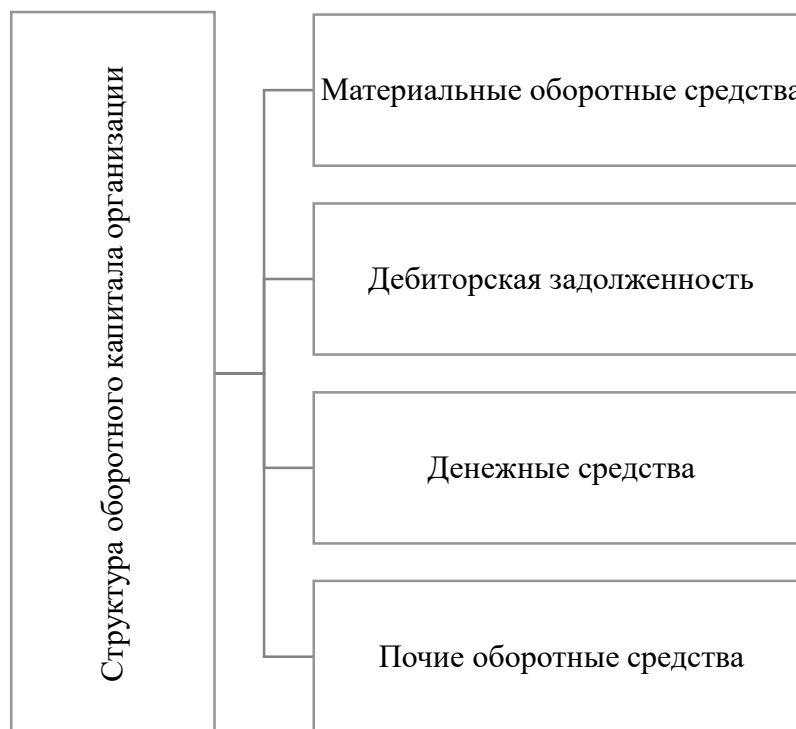 Структура оборотного капитала организации
Материальные оборотные средства
Дебиторская задолженность
Денежные средства
Почие оборотные средства